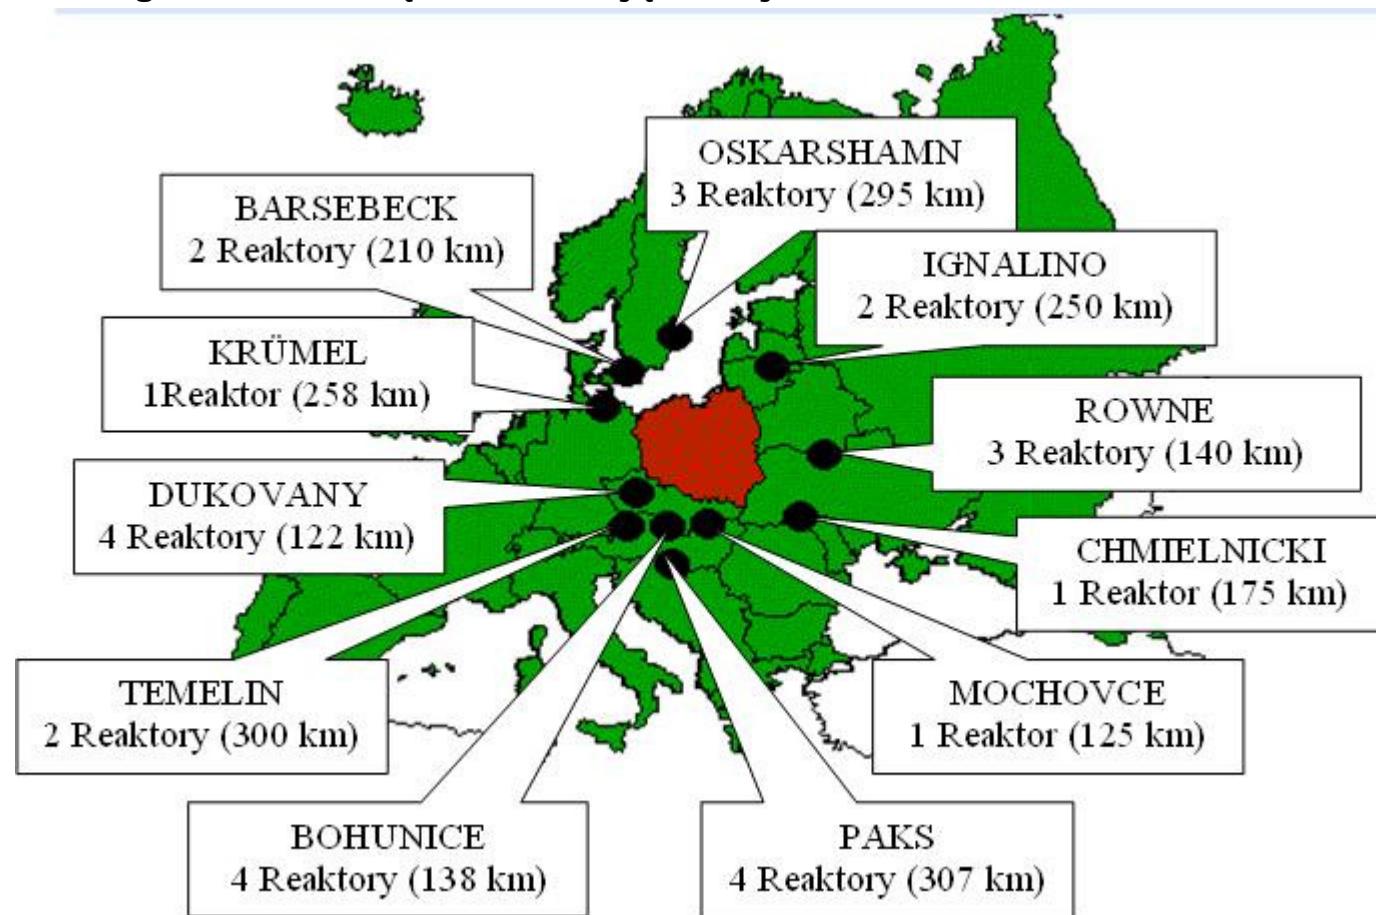 OSKARSHAMN
3 Reaktory (295 km)
BARSEBECK
2 Reaktory (210 km)
IGNALINO
2 Reaktory (250 km)
KRÜMEL
1Reaktor (258 km)
ROWNE
3 Reaktory (140 km)
DUKOVANY
4 Reaktory (122 km)
CHMIELNICKI
1 Reaktor (175 km)
TEMELIN
2 Reaktory (300 km)
MOCHOVCE
1 Reaktor (125 km)
BOHUNICE
4 Reaktory (138 km)
PAKS
4 Reaktory (307 km)